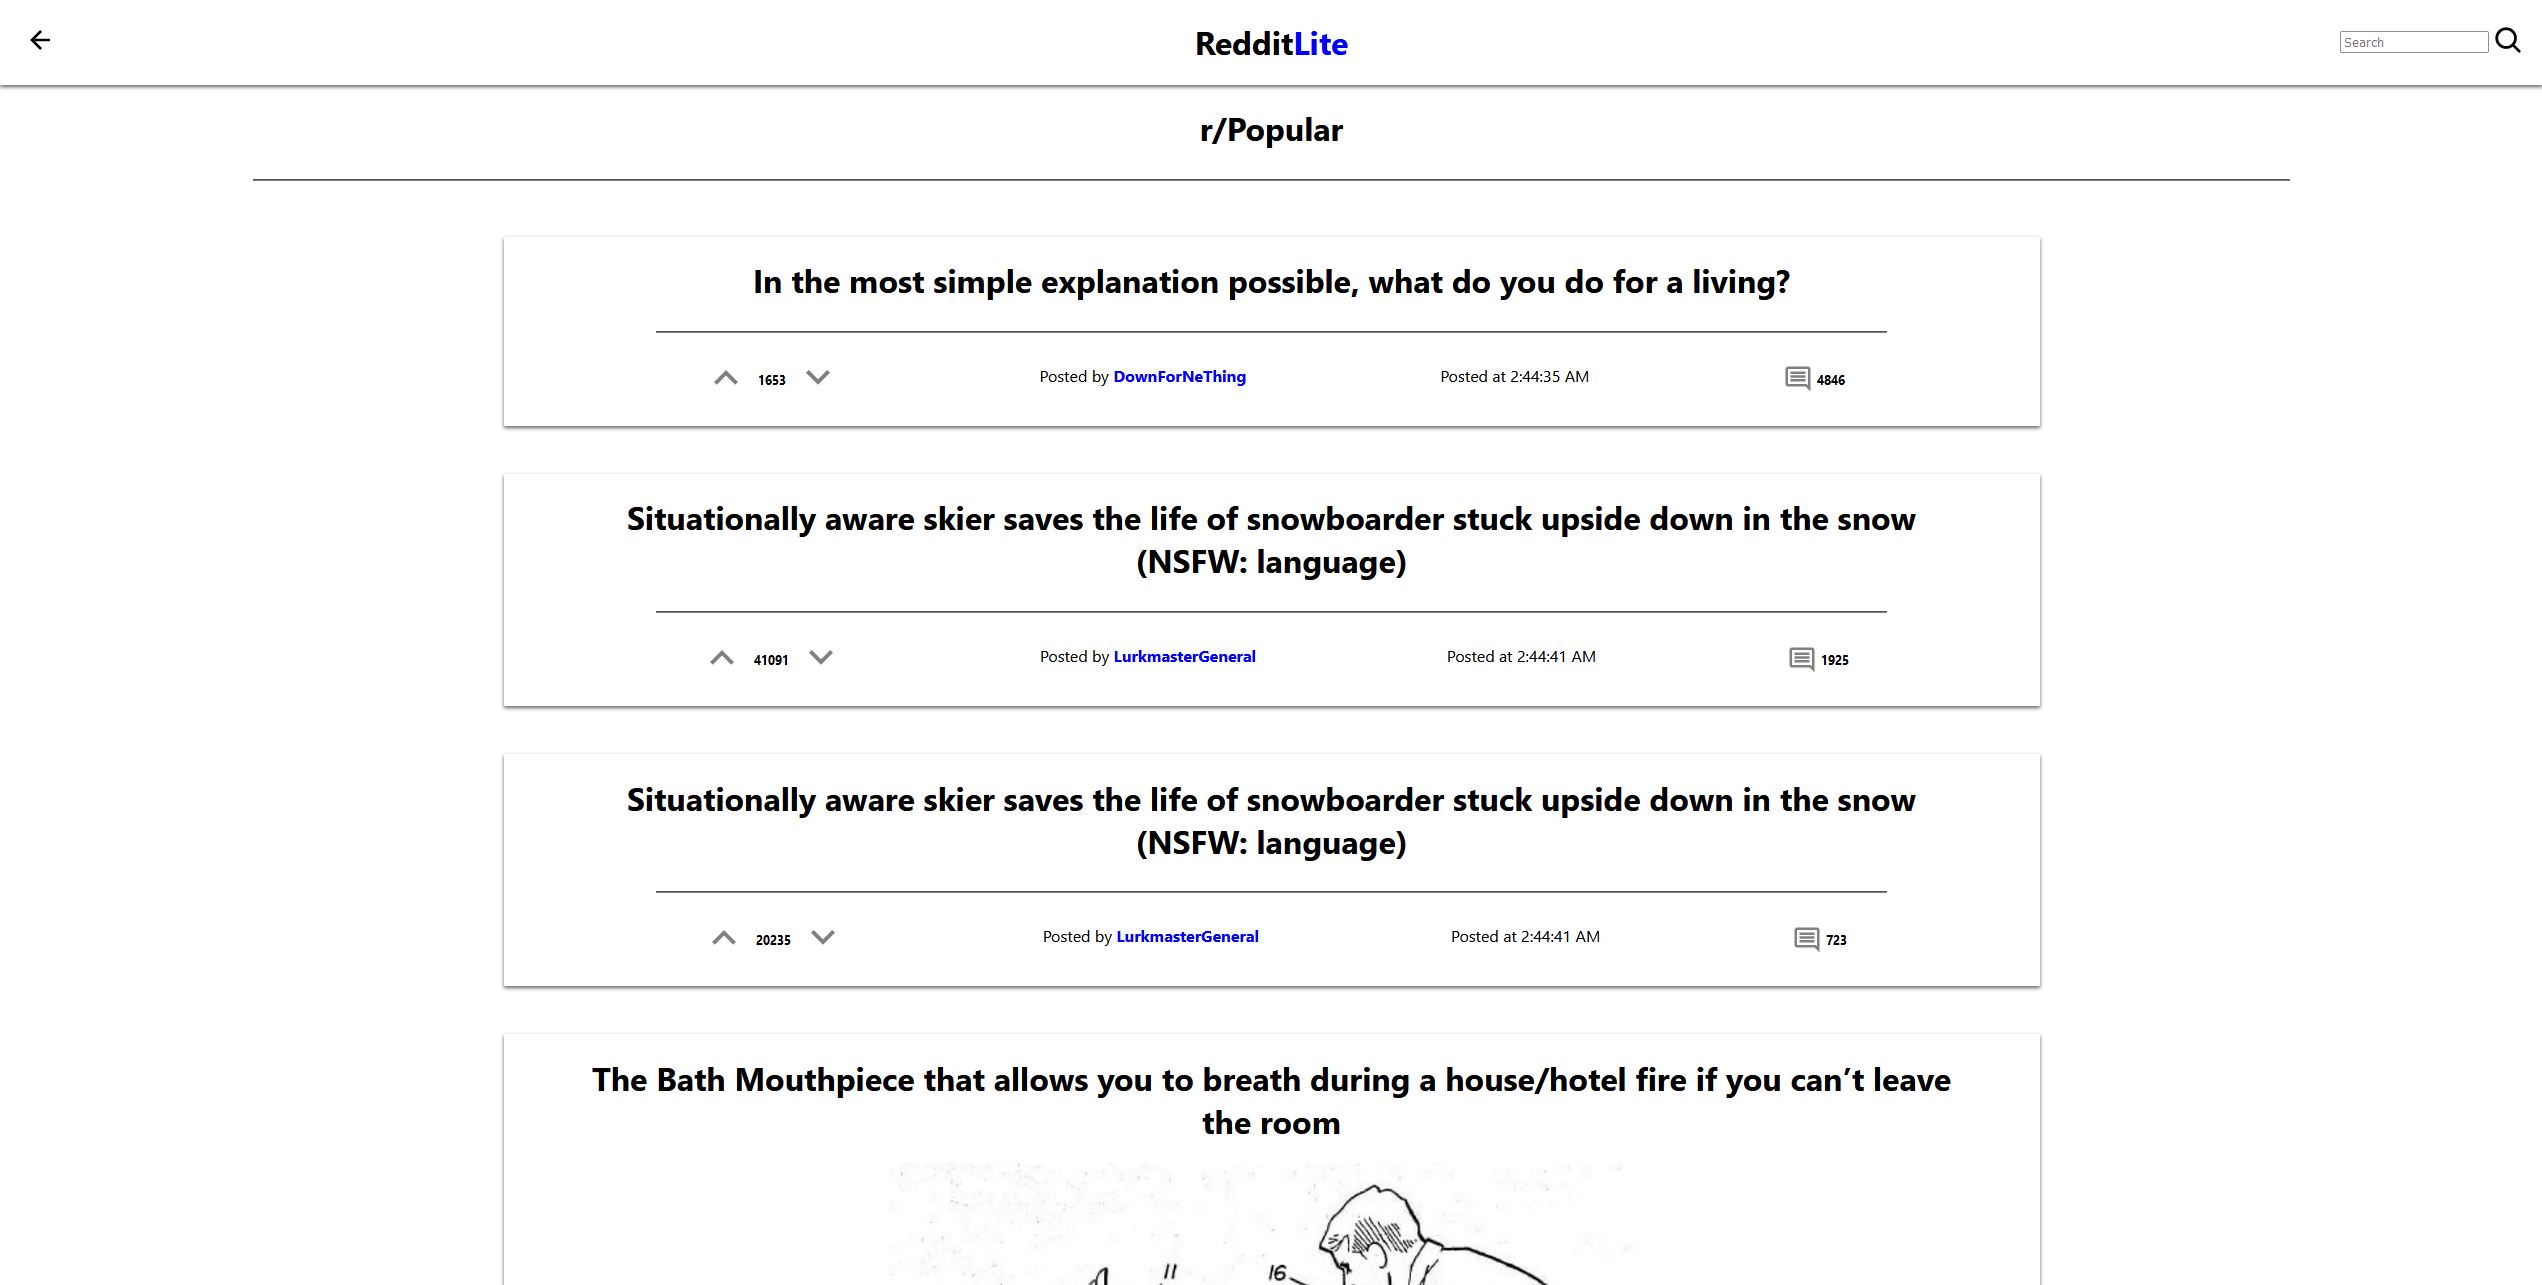 RedditLite
Search
r/Popular
In the most simple explanation possible, what do you do for a living?
1653 Posted by DownForNeThing Posted at 2:44:35 AM 4846
Situationally aware skier saves the life of snowboarder stuck upside down in the snow
(NSFW: language)
41091 Posted by LurkmasterGeneral Posted at 2:44:41 AM 1925
Situationally aware skier saves the life of snowboarder stuck upside down in the snow
(NSFW: language)
20235 Posted by LurkmasterGeneral Posted at 2:44:41 AM 723
The Bath Mouthpiece that allows you to breath during a house/hotel fire if you can’t leave
the room
11 16